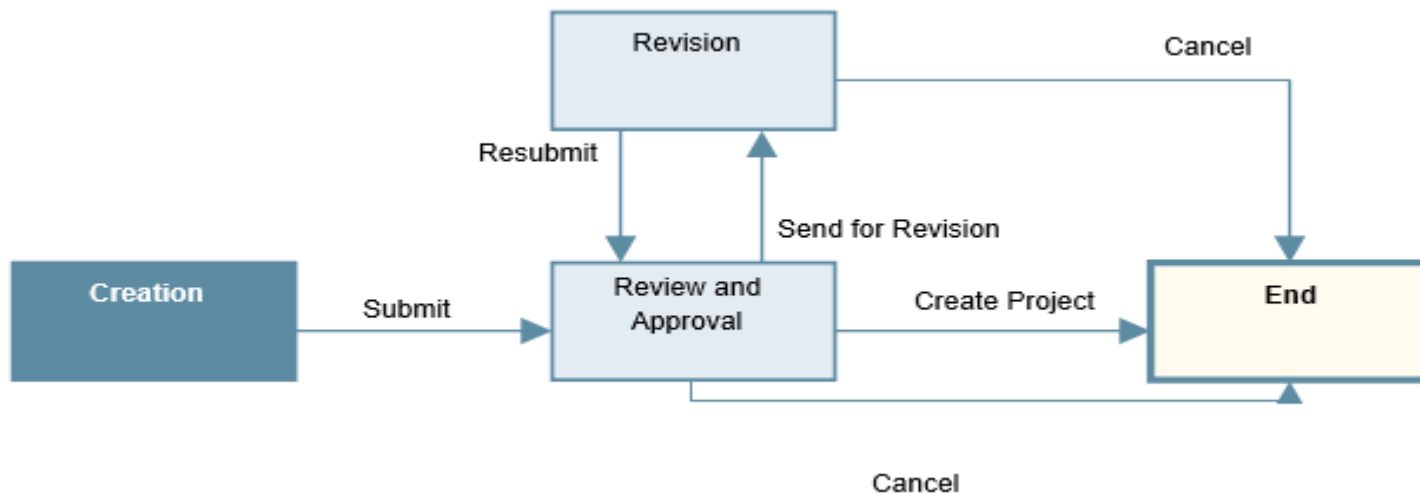 Revision
Cancel
Resubmit
Send for Revision
Creation
Submit
Review and
Approval
Create Project
End
Cancel